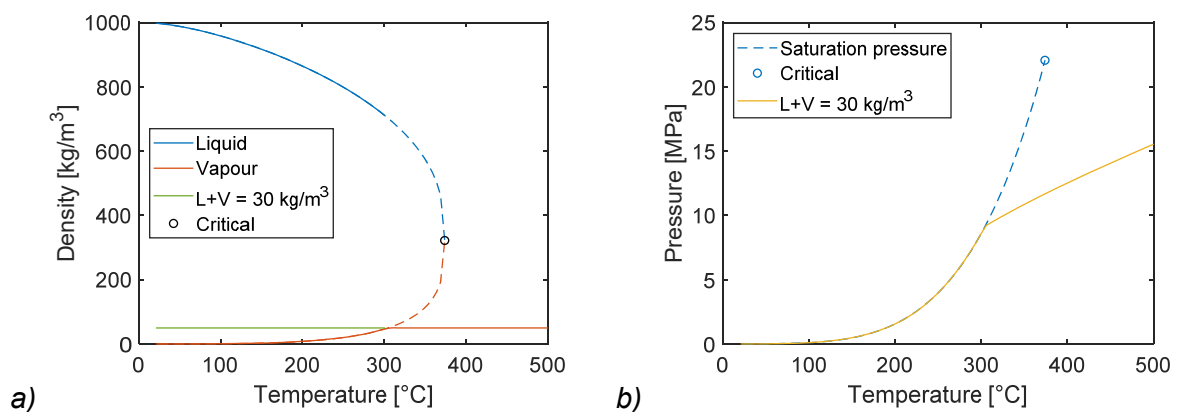 1000
800
600
400
200
0
Density [kg/m³]
Liquid
Vapour
L+V = 30 kg/m³
Critical
0 100 200 300 400 500
Temperature [°C]
a)
25
20
15
10
5
0
Pressure [MPa]
Saturation pressure
Critical
L+V = 30 kg/m³
0 100 200 300 400 500
Temperature [°C]
b)